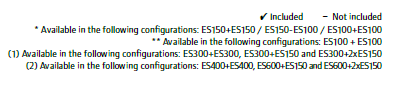 ✔ Included – Not included
* Available in the following configurations: ES150+ES150 / ES150-ES100 / ES100+ES100
** Available in the following configurations: ES100 + ES100
(1) Available in the following configurations: ES300+ES300, ES300+ES150 and ES300+2xES150
(2) Available in the following configurations: ES400+ES400, ES600+ES150 and ES600+2xES150